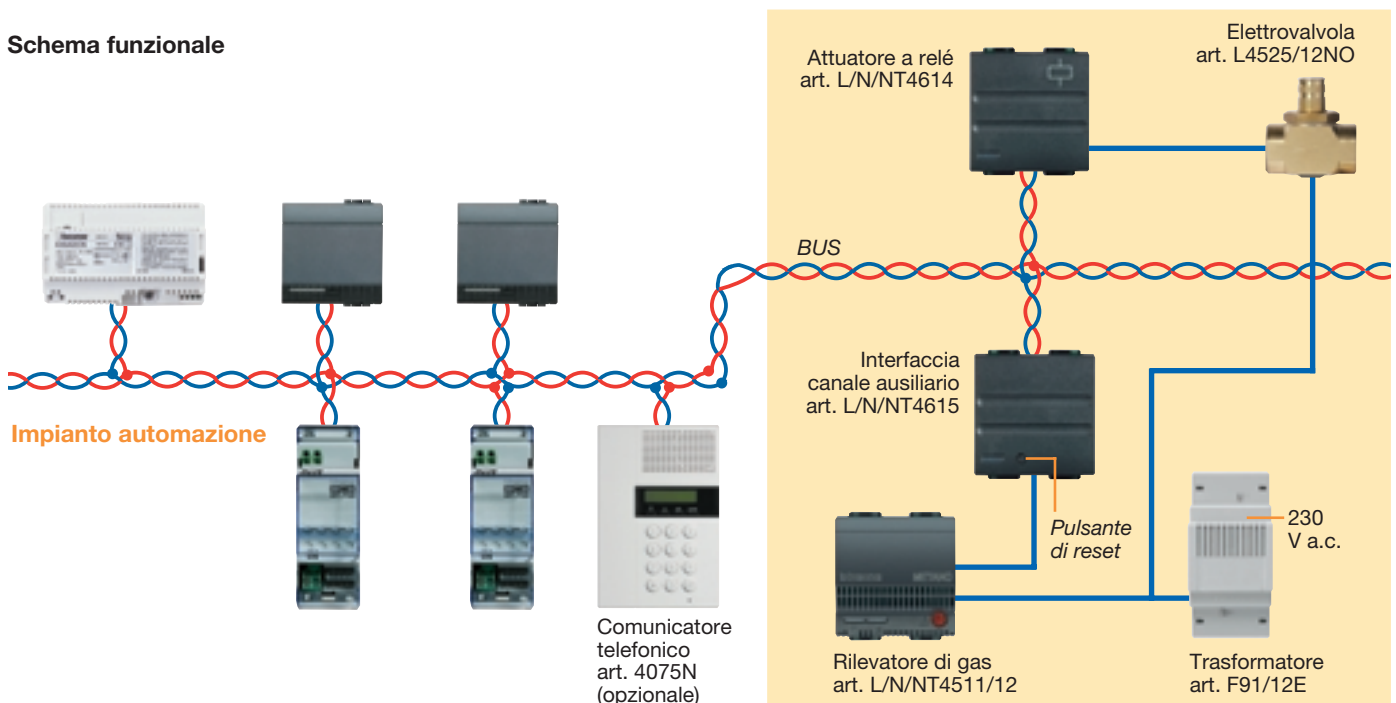 Schema funzionale
Attuatore a relé
art. L/N/NT4614
Elettrovalvola
art. L4525/12NO
BUS
Interfaccia
canale ausiliario
art. L/N/NT4615
Impianto automazione
Pulsante
di reset
230
V a.c.
Comunicatore
telefonico
art. 4075N
(opzionale)
Rilevatore di gas
art. L/N/NT4511/12
Trasformatore
art. F91/12E
METANO